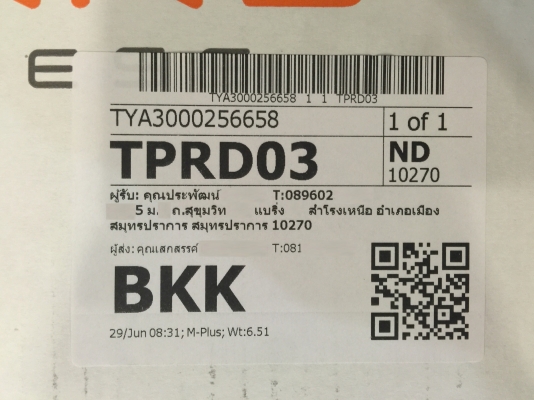 TYA3000256658 1 1 TPRD03
TYA3000256658 1 of 1
TPRD03 ND
10270
ผู้รับ: คุณประพัฒน์ T:089602
5 ม. ถ.สุขุมวิท แบริ่ง สำโรงเหนือ อำเภอเมือง
สมุทรปราการ สมุทรปราการ 10270
ผู้ส่ง: คุณเสกสรรค์ T:081
BKK
29/Jun 08:31; M-Plus; Wt:6.51